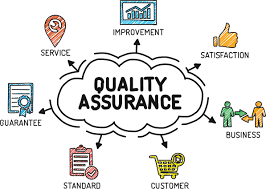 IMPROVEMENT
SERVICE
SATISFACTION
QUALITY
ASSURANCE
GUARANTEE
BUSINESS
STANDARD
CUSTOMER